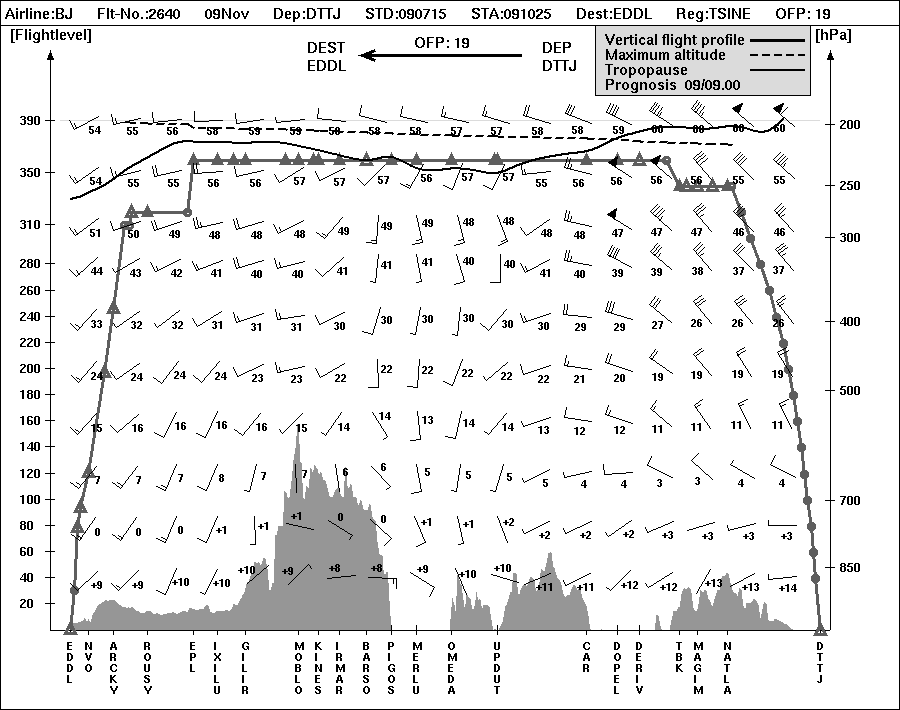 Airline:BJ Flt-No.:2640 09Nov Dep:DTTJ STD:090715 STA:091025 Dest:EDDL Reg:TSINE OFP: 19
[Flightlevel] DEST EDDL OFP: 19 DEP DTTJ [hPa]
Vertical flight profile
Maximum altitude
Tropopause
Prognosis 09/09.00
390 54 55 56 58 59 59 58 58 58 57 57 58 58 59 60 60 60 60 200
350 54 55 55 56 56 56 56 55 57 56 57 57 55 56 56 56 56 55 55 250
310 51 50 49 48 48 48 49 49 49 48 48 48 48 47 47 47 46 46 300
280 44 43 42 41 40 40 41 41 41 40 40 41 40 39 39 38 37 37
260
240 33 32 32 31 31 31 30 30 30 30 30 30 29 29 27 26 26 26 400
220
200 24 24 24 24 23 23 22 22 22 22 22 22 21 20 19 19 19 19 500
180
160 15 16 16 16 16 15 14 14 13 14 14 13 12 12 11 11 11 11
140
120 7 7 7 8 7 7 6 6 5 5 5 5 4 4 3 3 4 4
100 700
80 0 0 0 +1 +1 +1 0 0 +1 +1 +2 +2 +2 +2 +3 +3 +3 +3
60 850
40 +9 +9 +10 +10 +10 +9 +8 +8 +9 +10 +10 +11 +11 +12 +12 +13 +13 +14
20
EDDL NVO ARCKY ROUSY EPL IXILU GILIR MOBLO KINES IRMAR BARSO PIGOS MERLU OMEDA UPDUT CAR DOPEL DERIV TBK MAGIM NATLA DTTJ